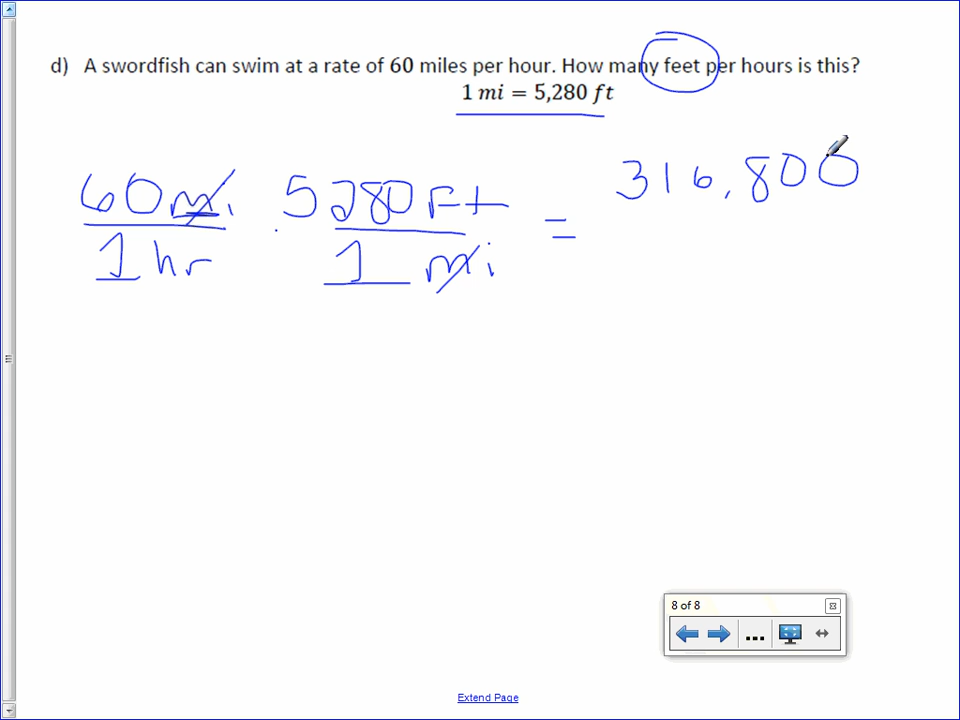 d) A swordfish can swim at a rate of 60 miles per hour. How many feet per hours is this?
1 mi = 5,280 ft
60 mi · 5280 Ft = 316,800
1 hr 1 mi
8 of 8
...
Extend Page